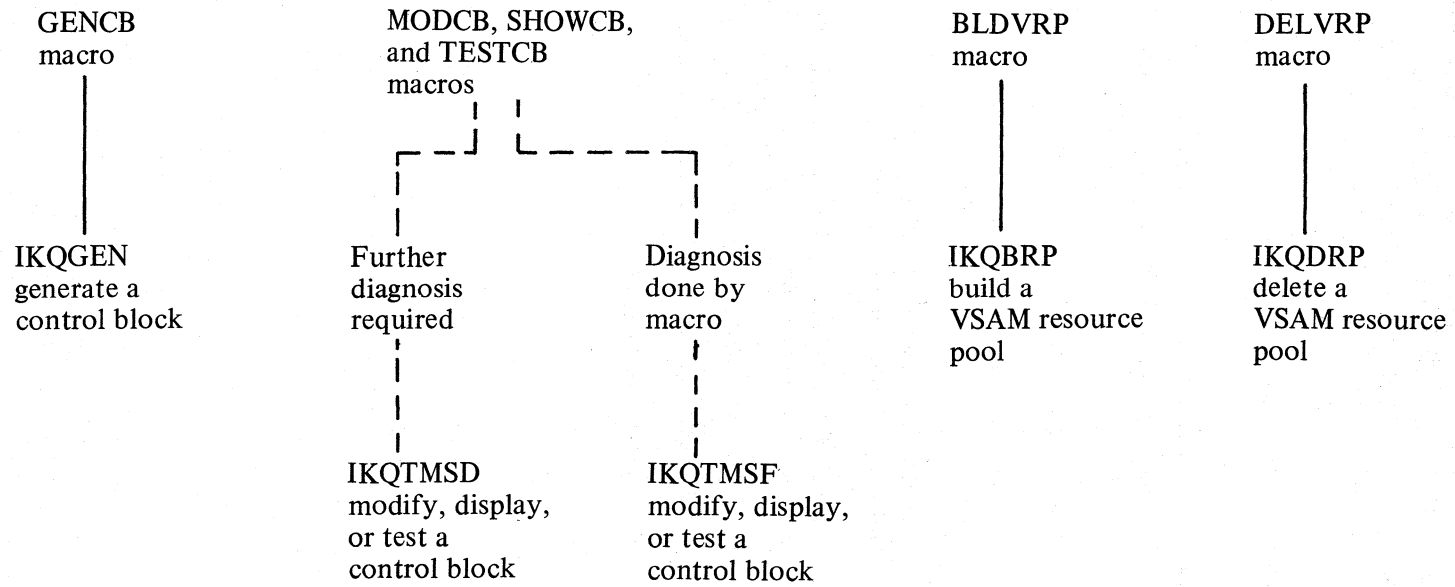 GENCB
macro
MODCB, SHOWCB,
and TESTCB
macros
BLDVRP
macro
DELVRP
macro
IKQGEN
generate a
control block
Further
diagnosis
required
Diagnosis
done by
macro
IKQBRP
build a
VSAM resource
pool
IKQDRP
delete a
VSAM resource
pool
IKQTMSD
modify, display,
or test a
control block
IKQTMSF
modify, display,
or test a
control block